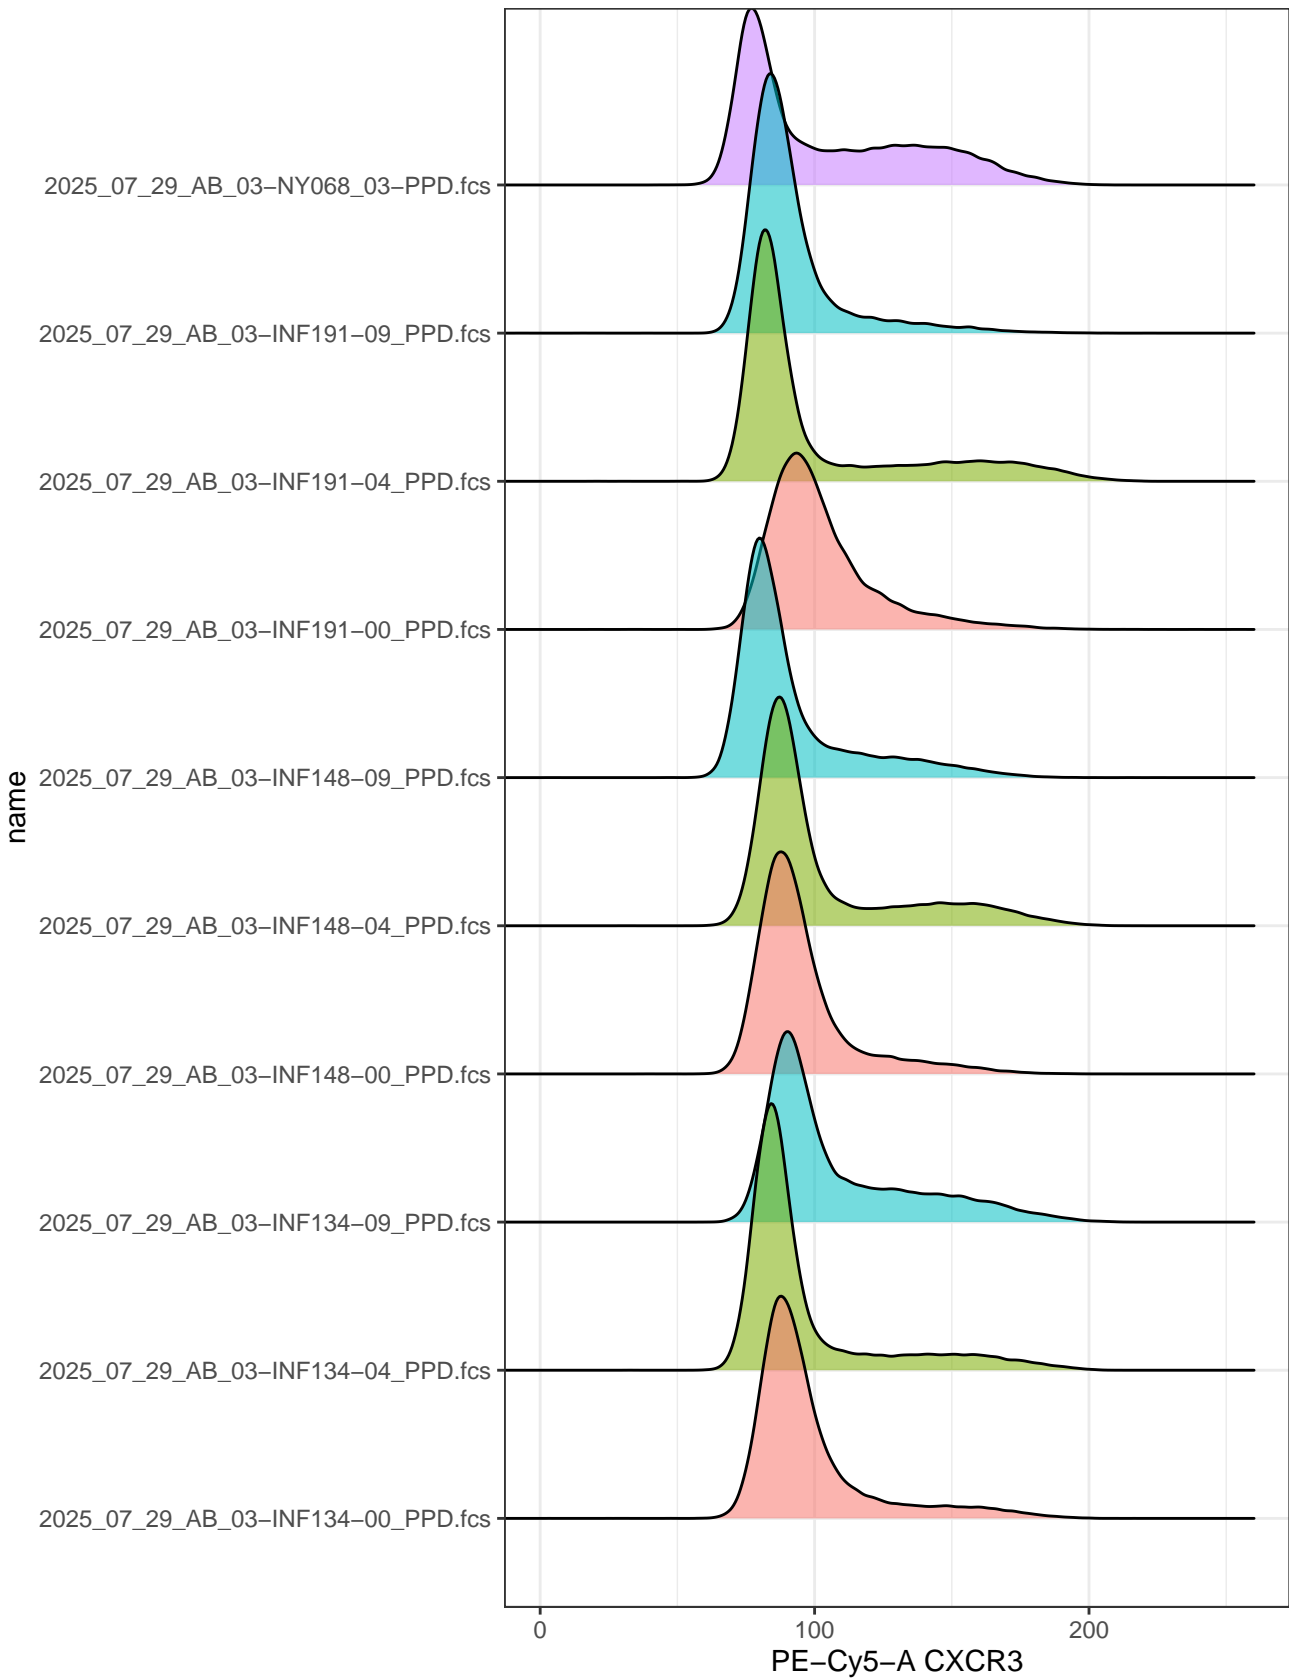 2025_07_29_AB_03−NY068_03−PPD.fcs
2025_07_29_AB_03−INF191−09_PPD.fcs
2025_07_29_AB_03−INF191−04_PPD.fcs
2025_07_29_AB_03−INF191−00_PPD.fcs
2025_07_29_AB_03−INF148−09_PPD.fcs
name
2025_07_29_AB_03−INF148−04_PPD.fcs
2025_07_29_AB_03−INF148−00_PPD.fcs
2025_07_29_AB_03−INF134−09_PPD.fcs
2025_07_29_AB_03−INF134−04_PPD.fcs
2025_07_29_AB_03−INF134−00_PPD.fcs
0 100 200
PE−Cy5−A CXCR3